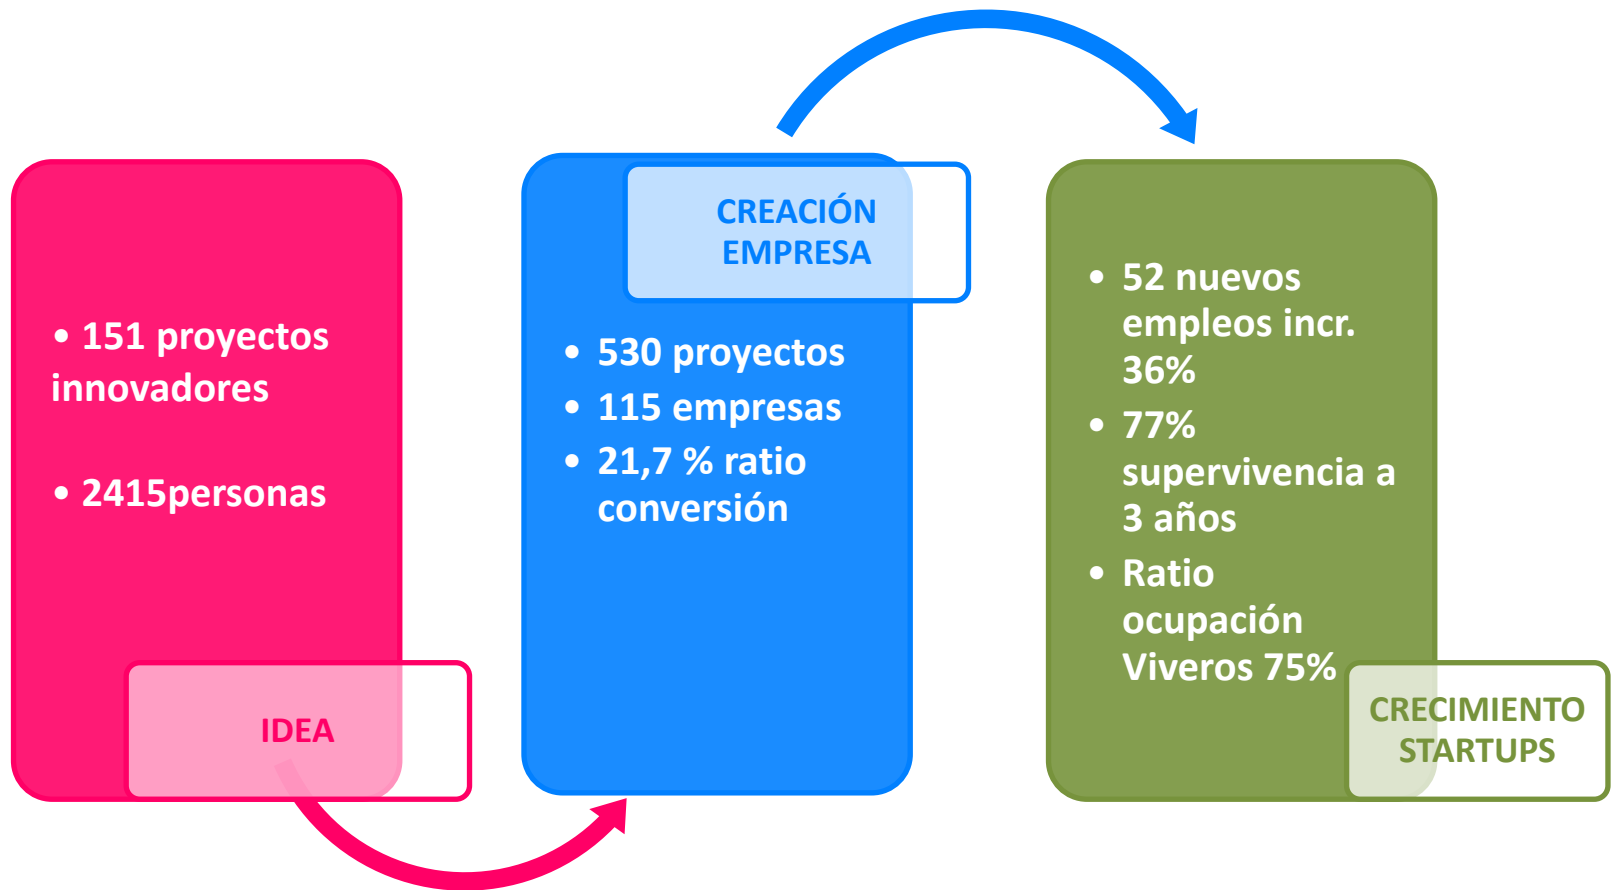 • 151 proyectos
innovadores
• 2415personas
IDEA
CREACIÓN
EMPRESA
• 530 proyectos
• 115 empresas
• 21,7 % ratio
conversión
• 52 nuevos
empleos incr.
36%
• 77%
supervivencia a
3 años
• Ratio
ocupación
Viveros 75%
CRECIMIENTO
STARTUPS